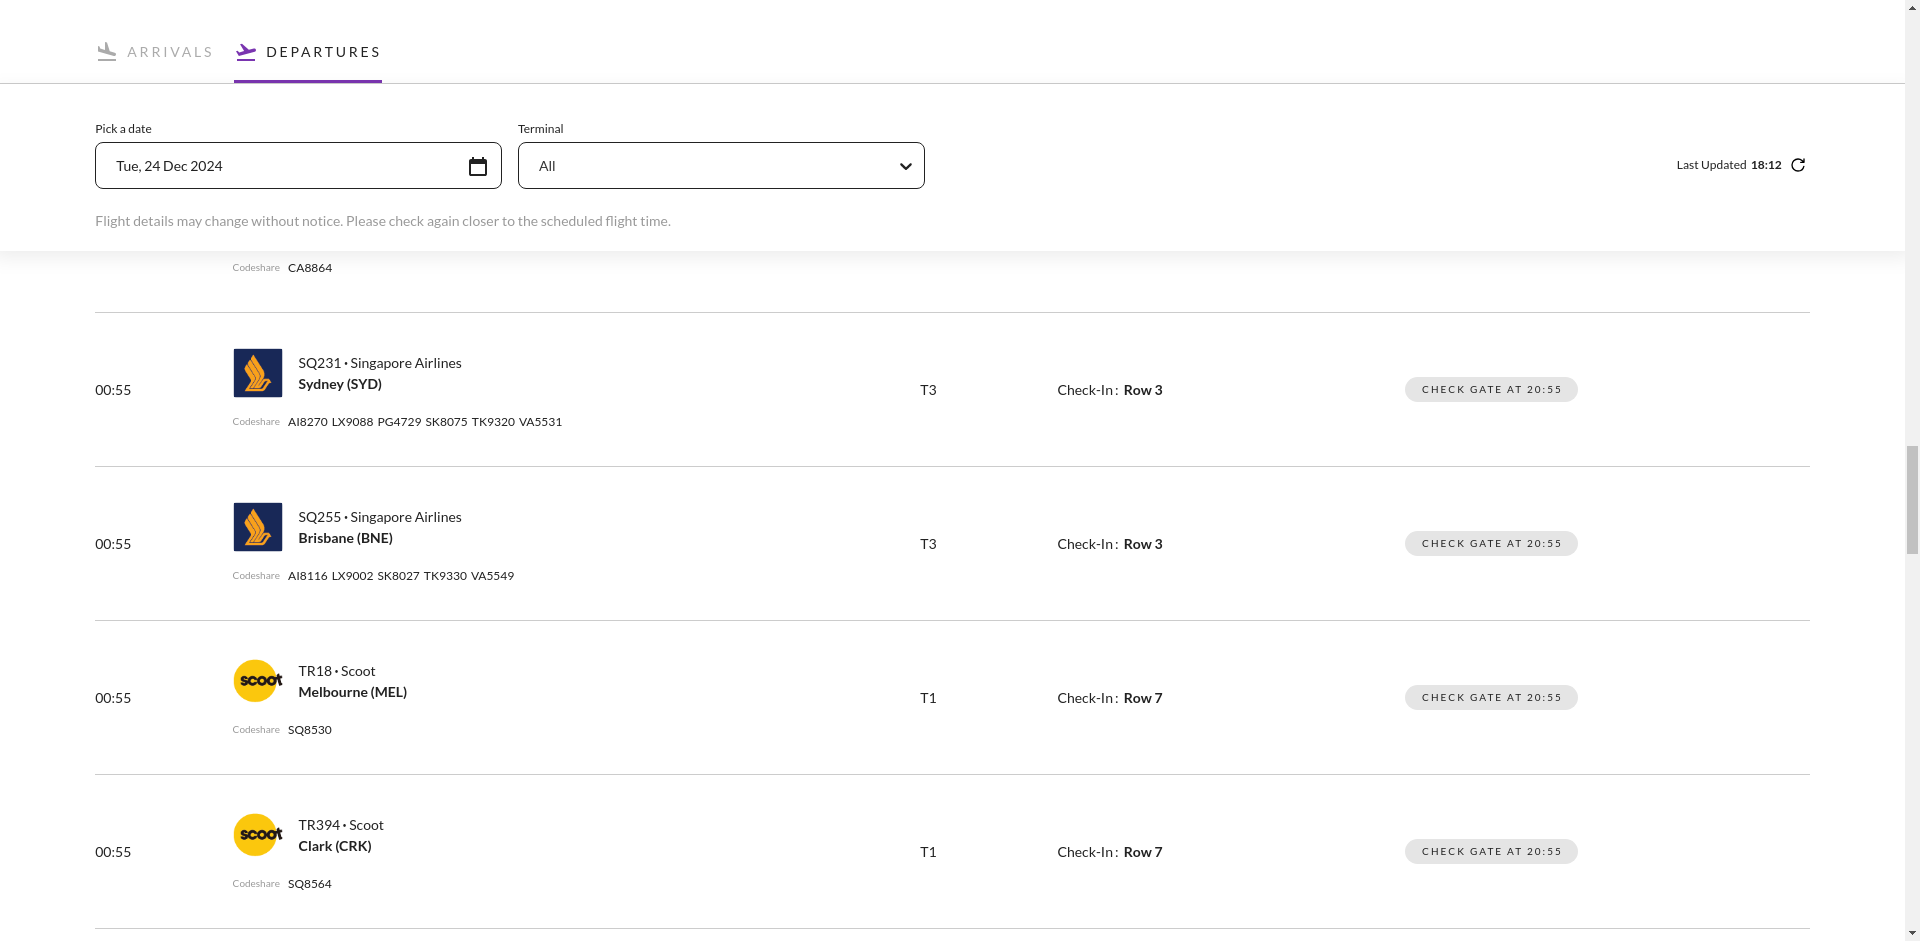 ARRIVALS DEPARTURES
Pick a date Terminal
Tue, 24 Dec 2024 All Last Updated 18:12
Flight details may change without notice. Please check again closer to the scheduled flight time.
Codeshare CA8864
SQ231 • Singapore Airlines
Sydney (SYD)
00:55 T3 Check-In : Row 3 CHECK GATE AT 20:55
Codeshare AI8270 LX9088 PG4729 SK8075 TK9320 VA5531
SQ255 • Singapore Airlines
Brisbane (BNE)
00:55 T3 Check-In : Row 3 CHECK GATE AT 20:55
Codeshare AI8116 LX9002 SK8027 TK9330 VA5549
scoot TR18 • Scoot
Melbourne (MEL)
00:55 T1 Check-In : Row 7 CHECK GATE AT 20:55
Codeshare SQ8530
scoot TR394 • Scoot
Clark (CRK)
00:55 T1 Check-In : Row 7 CHECK GATE AT 20:55
Codeshare SQ8564